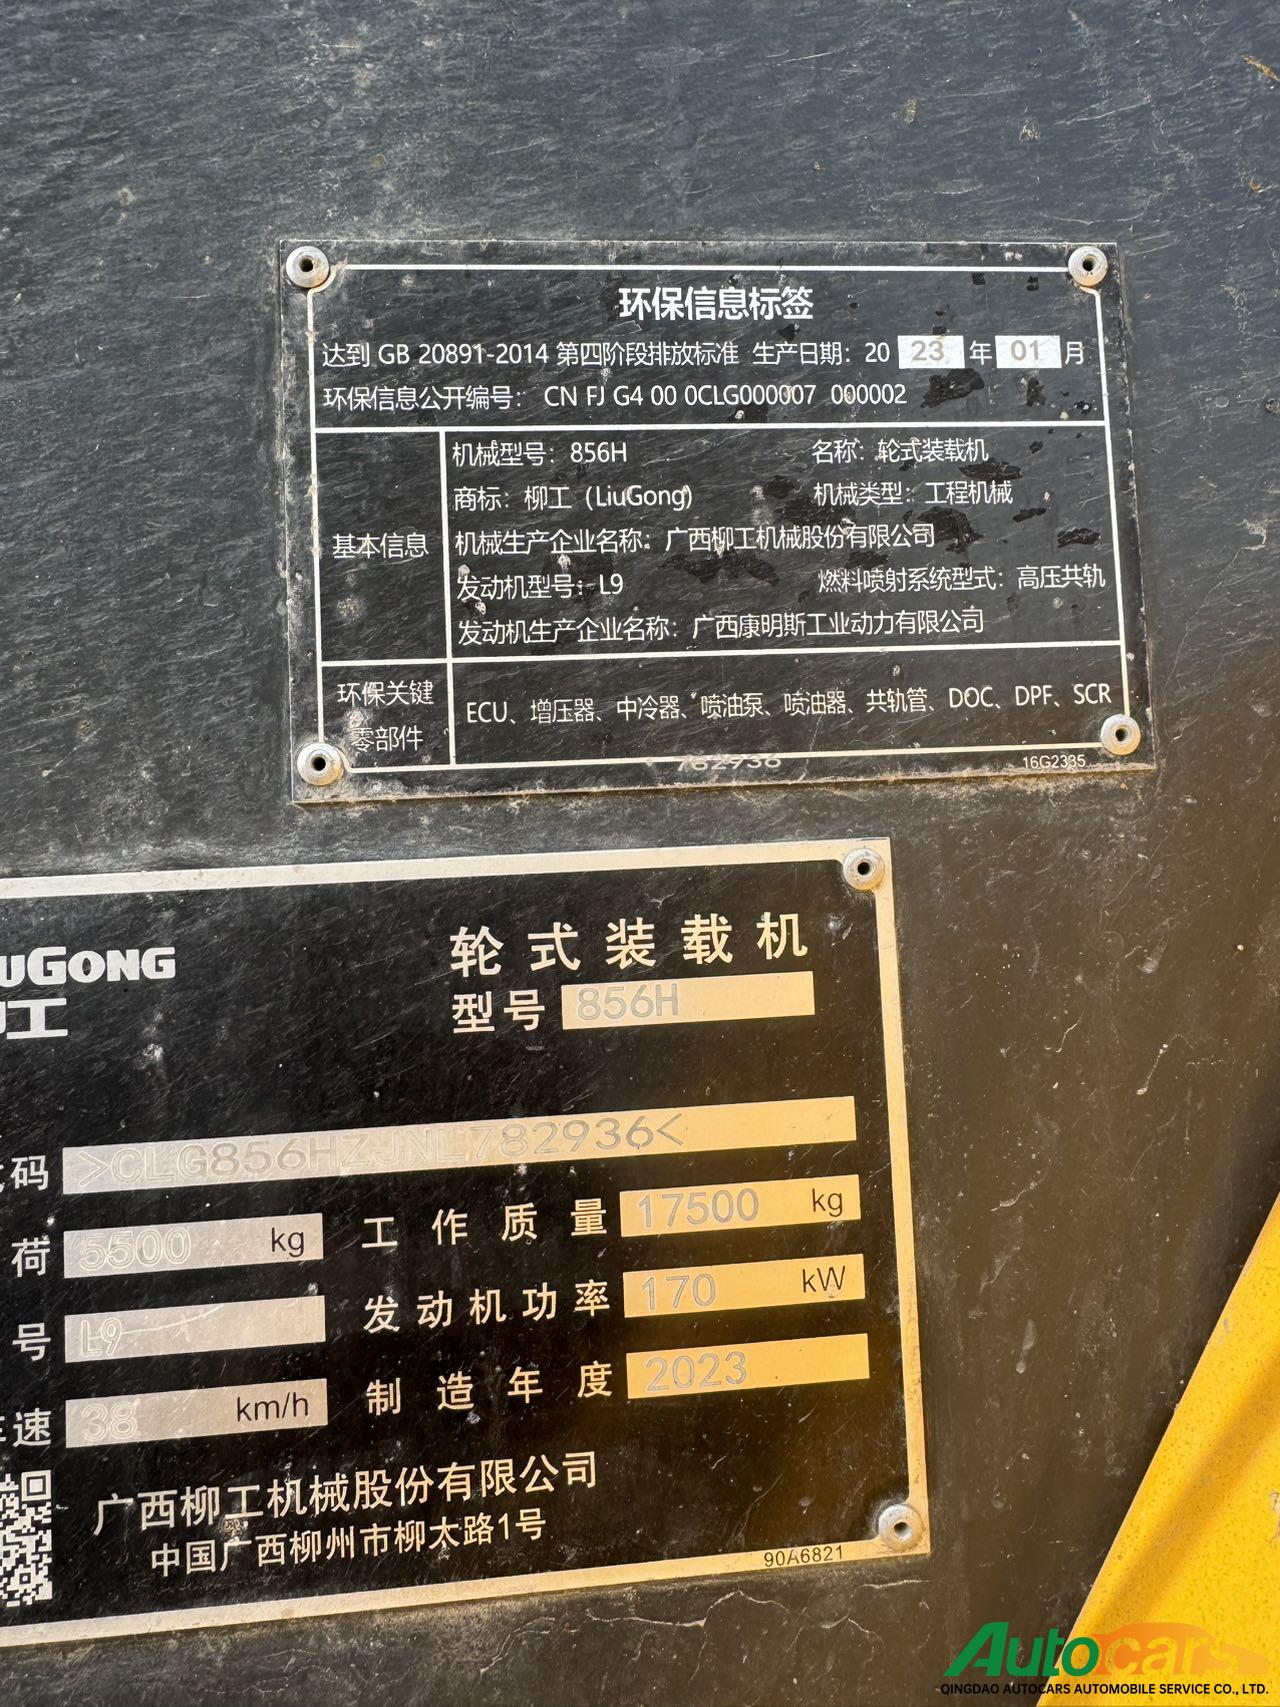 环保信息标签
达到 GB 20891-2014 第四阶段排放标准 生产日期：20 23 年 01 月
环保信息公开编号： CN FJ G4 00 0CLG000007 000002
基本信息
机械型号：856H 名称：轮式装载机
商标：柳工（LiuGong） 机械类型：工程机械
机械生产企业名称：广西柳工机械股份有限公司
发动机型号：L9 燃料喷射系统型式：高压共轨
发动机生产企业名称：广西康明斯工业动力有限公司
环保关键
零部件
ECU、增压器、中冷器、喷油泵、喷油器、共轨管、DOC、DPF、SCR
782936 16G2335
UGONG
工
轮式装载机
型号 856H
码 >CLG856HZJNL782936<
荷 5500 kg 工作质量 17500 kg
号 L9 发动机功率 170 kW
速 38 km/h 制造年度 2023
广西柳工机械股份有限公司
中国广西柳州市柳太路1号
90A6821
Autocars
QINGDAO AUTOCARS AUTOMOBILE SERVICE CO., LTD.